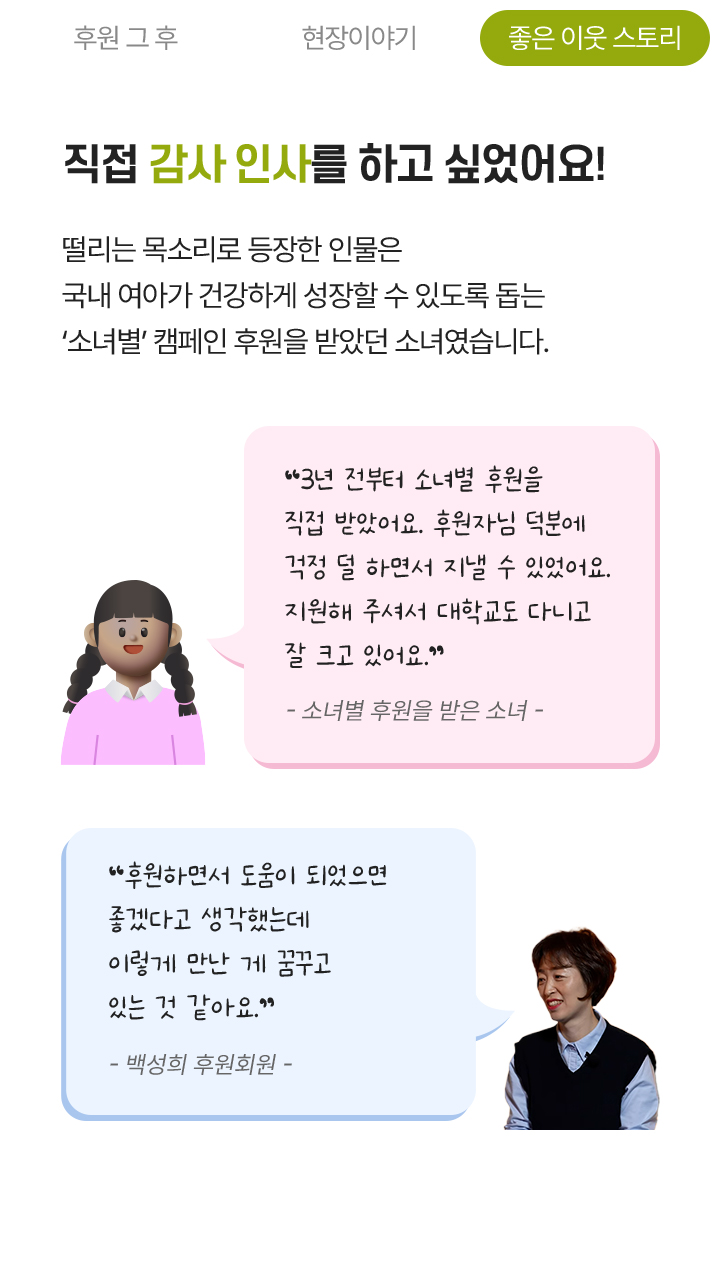 후원 그 후
현장이야기
좋은 이웃 스토리
직접 감사 인사를 하고 싶었어요!
떨리는 목소리로 등장한 인물은
국내 여아가 건강하게 성장할 수 있도록 돕는
‘소녀별’ 캠페인 후원을 받았던 소녀였습니다.
“3년 전부터 소녀별 후원을
직접 받았어요. 후원자님 덕분에
걱정 덜 하면서 지낼 수 있었어요.
지원해 주셔서 대학교도 다니고
잘 크고 있어요.”
- 소녀별 후원을 받은 소녀 -
“후원하면서 도움이 되었으면
좋겠다고 생각했는데
이렇게 만난 게 꿈꾸고
있는 것 같아요.”
- 백성희 후원회원 -